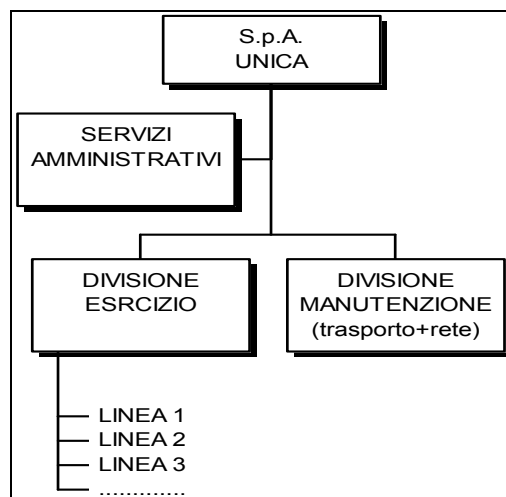 S.p.A.
UNICA
SERVIZI
AMMINISTRATIVI
DIVISIONE
ESRCIZIO
DIVISIONE
MANUTENZIONE
(trasporto+rete)
LINEA 1
LINEA 2
LINEA 3
.............